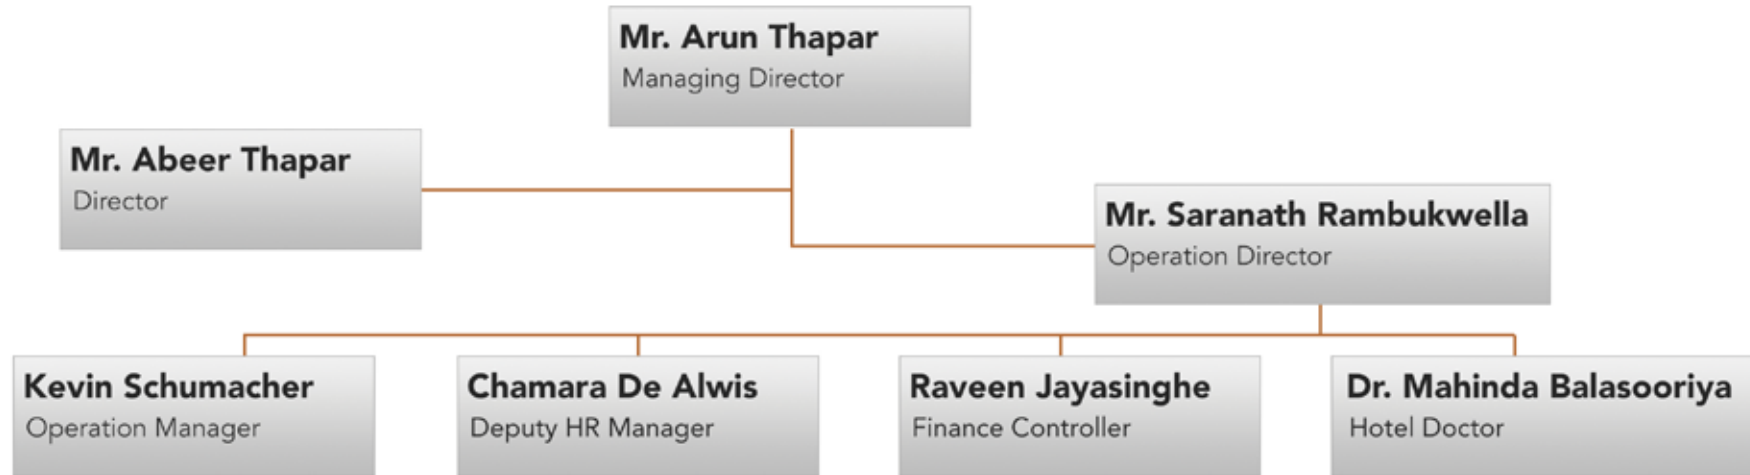 Mr. Arun Thapar
Managing Director
Mr. Abeer Thapar
Director
Mr. Saranath Rambukwella
Operation Director
Kevin Schumacher
Operation Manager
Chamara De Alwis
Deputy HR Manager
Raveen Jayasinghe
Finance Controller
Dr. Mahinda Balasooriya
Hotel Doctor